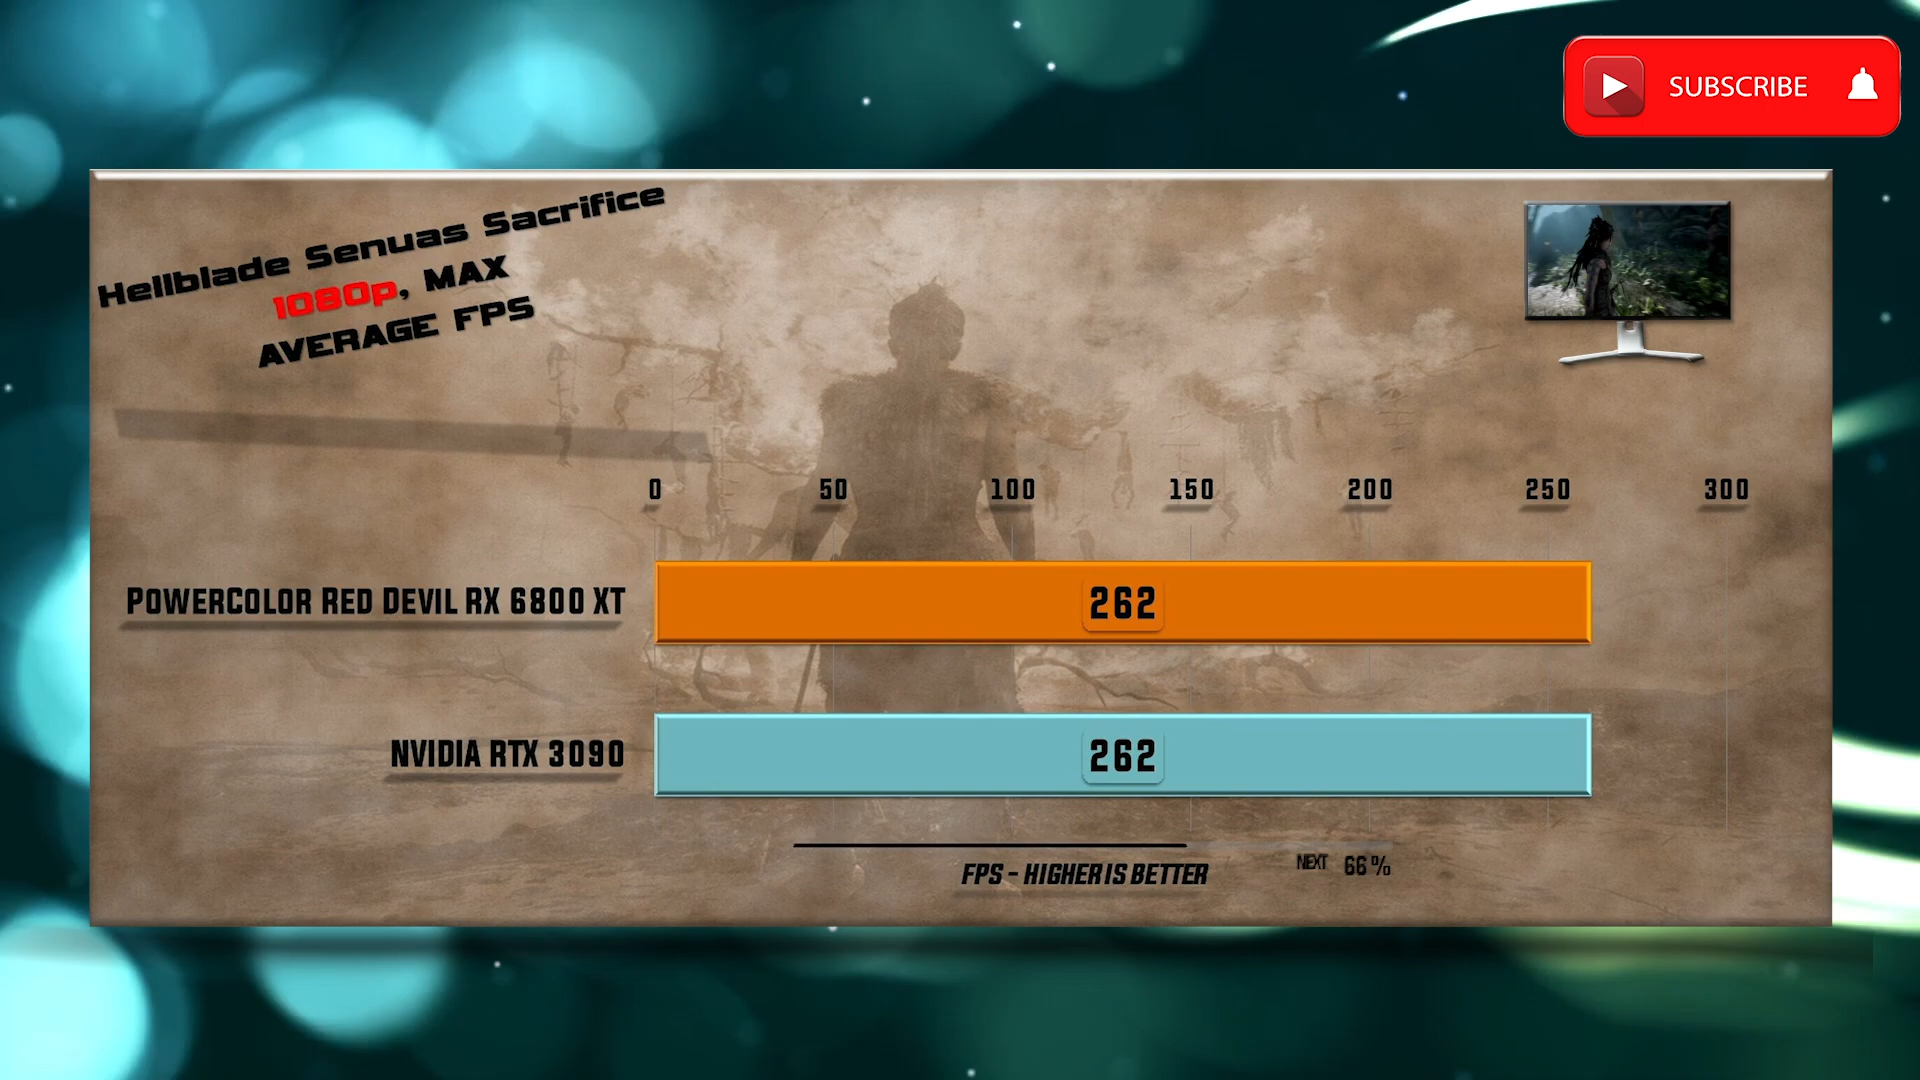 SUBSCRIBE
Hellblade Senuas Sacrifice
1080p, MAX
AVERAGE FPS
0 50 100 150 200 250 300
POWERCOLOR RED DEVIL RX 6800 XT 262
NVIDIA RTX 3090 262
FPS - HIGHER IS BETTER
NEXT 66%